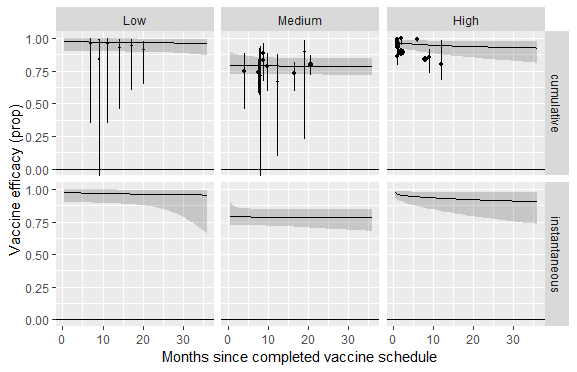 Low Medium High
Vaccine efficacy (prop)
1.00
0.75
0.50
0.25
0.00
cumulative
1.00
0.75
0.50
0.25
0.00
instantaneous
0 10 20 30 0 10 20 30 0 10 20 30
Months since completed vaccine schedule